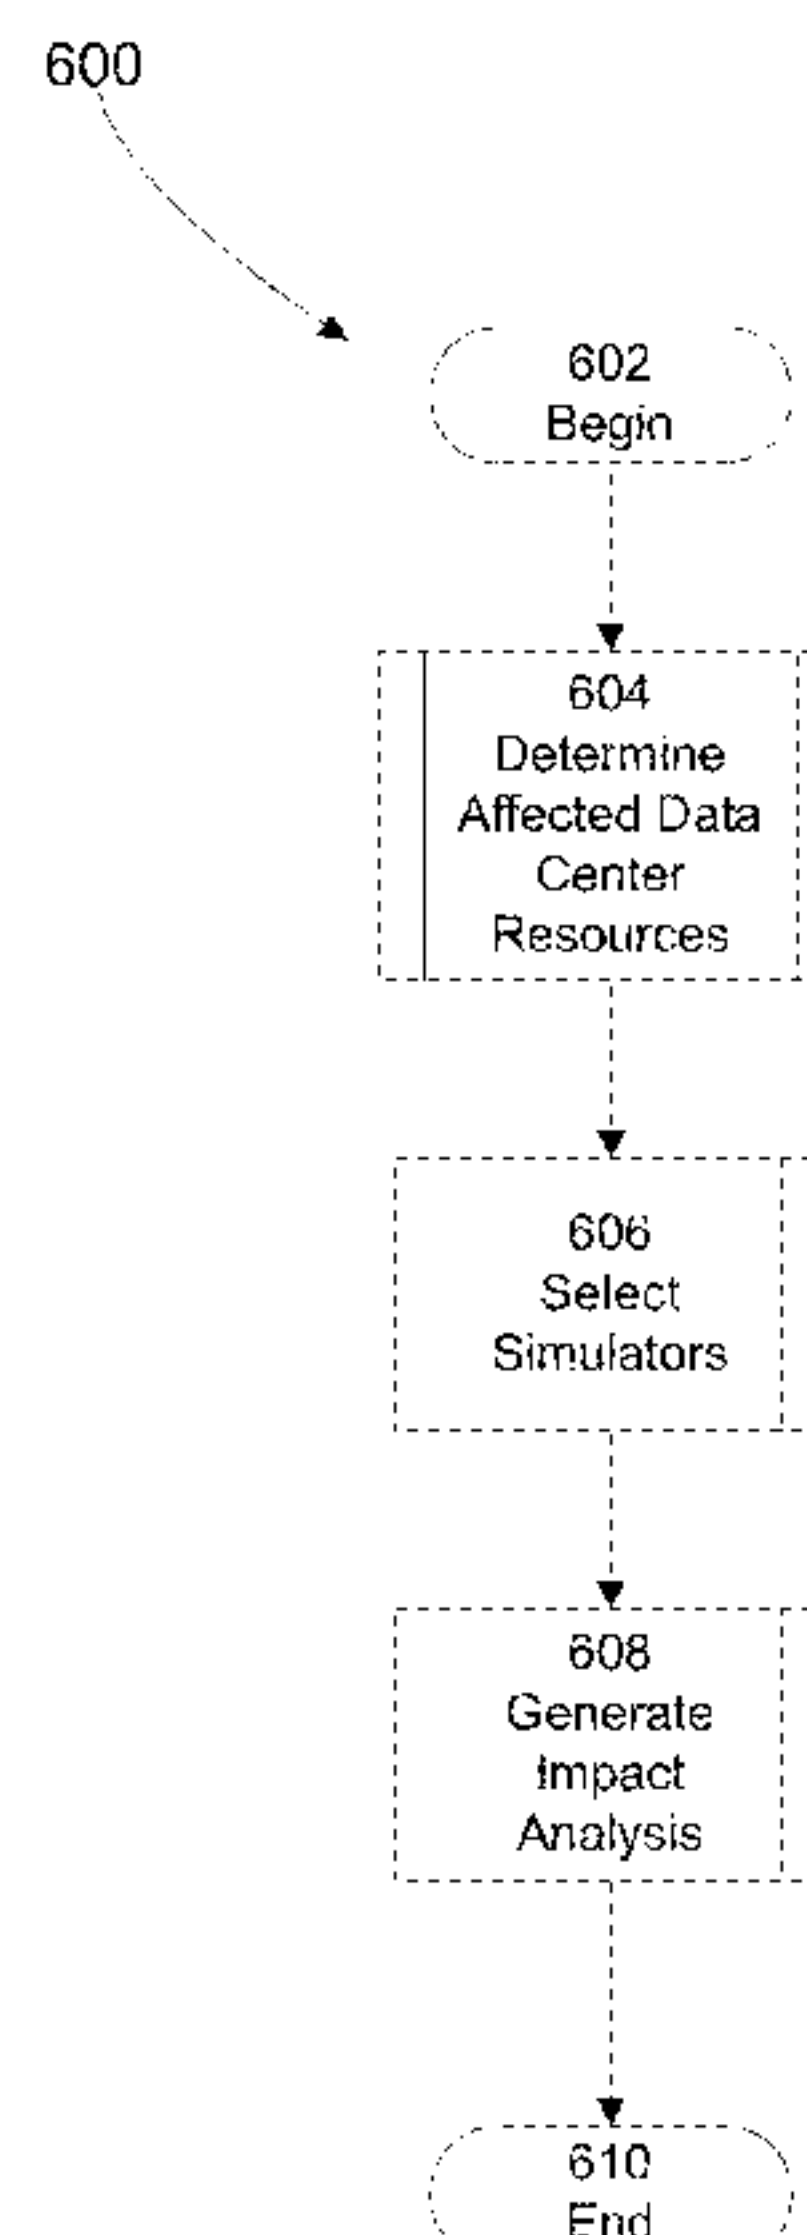 600
602
Begin
604
Determine
Affected Data
Center
Resources
606
Select
Simulators
608
Generate
Impact
Analysis
610
End